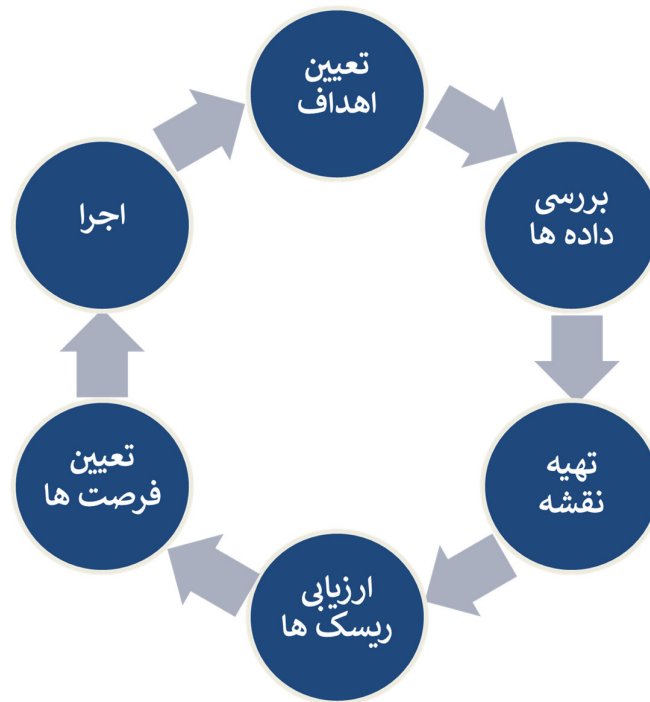 تعیین
اهداف
بررسی
داده ها
تهیه
نقشه
ارزیابی
ریسک ها
تعیین
فرصت ها
اجرا